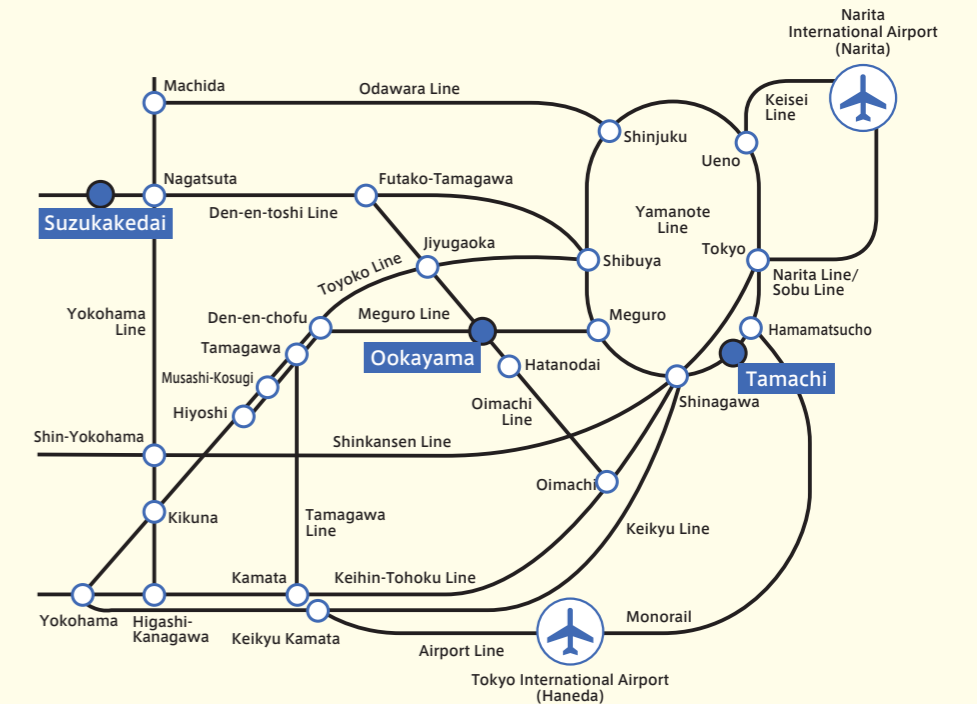 Narita
International Airport
(Narita)
Machida
Odawara Line
Keisei
Line
Shinjuku
Ueno
Nagatsuta
Futako-Tamagawa
Suzukakedai
Den-en-toshi Line
Yamanote
Line
Jiyugaoka
Tokyo
Toyoko Line
Shibuya
Narita Line/
Sobu Line
Yokohama
Line
Den-en-chofu
Meguro Line
Meguro
Hamamatsucho
Tamagawa
Ookayama
Hatanodai
Tamachi
Musashi-Kosugi
Hiyoshi
Oimachi
Line
Shinagawa
Shin-Yokohama
Shinkansen Line
Oimachi
Kikuna
Tamagawa
Line
Keikyu Line
Kamata
Keihin-Tohoku Line
Yokohama
Higashi-
Kanagawa
Keikyu Kamata
Monorail
Airport Line
Tokyo International Airport
(Haneda)